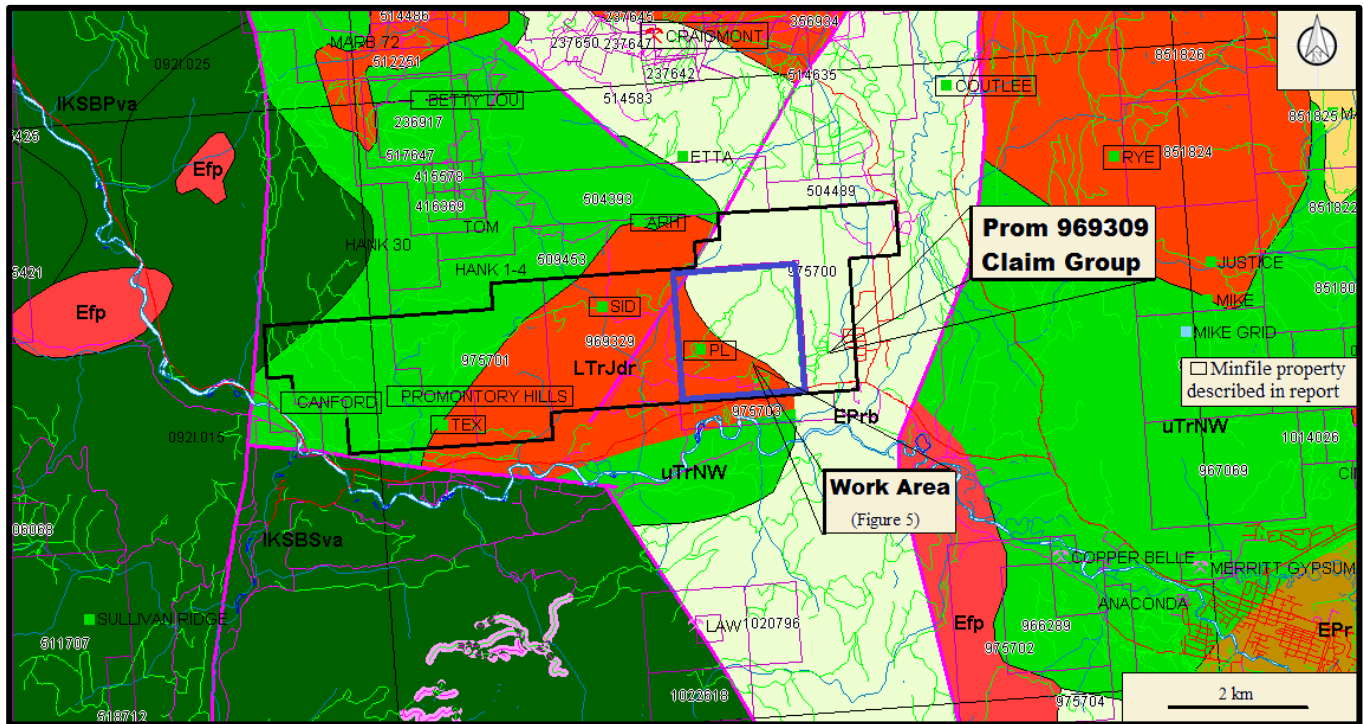 514486
237645
356934
MARB 72
237650
237647
CRAIGMONT
092I.025
512251
237642
514635
851826
COUTLEE
IKSBPva
BETTY LOU
514583
851825
236917
ETTA
RYE
851824
517647
Efp
415578
416369
504393
504489
TOM
ARH
HANK 30
HANK 1-4
509453
Prom 969309
Claim Group
975700
JUSTICE
SID
MIKE
Efp
969329
MIKE GRID
975701
LTrJdr
PL
Minfile property
described in report
CANFORD
PROMONTORY HILLS
975703
EPrb
TEX
uTrNW
092I.015
1014026
uTrNW
967069
Work Area
(Figure 5)
IKSBSva
COPPER BELLE
MERRITT GYPSUM
ANACONDA
SULLIVAN RIDGE
LAW
1020796
Efp
966289
EPr
511707
975702
1022618
2 km
518712
975704